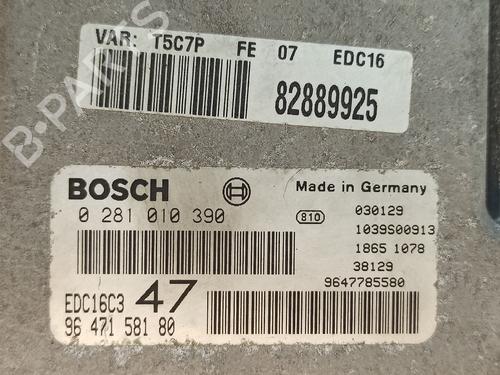 VAR: T5C7P FE 07 EDC16
82889925
BOSCH
Made in Germany
0 281 010 390
810
030129
1039S00913
1865 1078
38129
9647785580
EDC16C3 47
96 471 581 80
B-PARTS